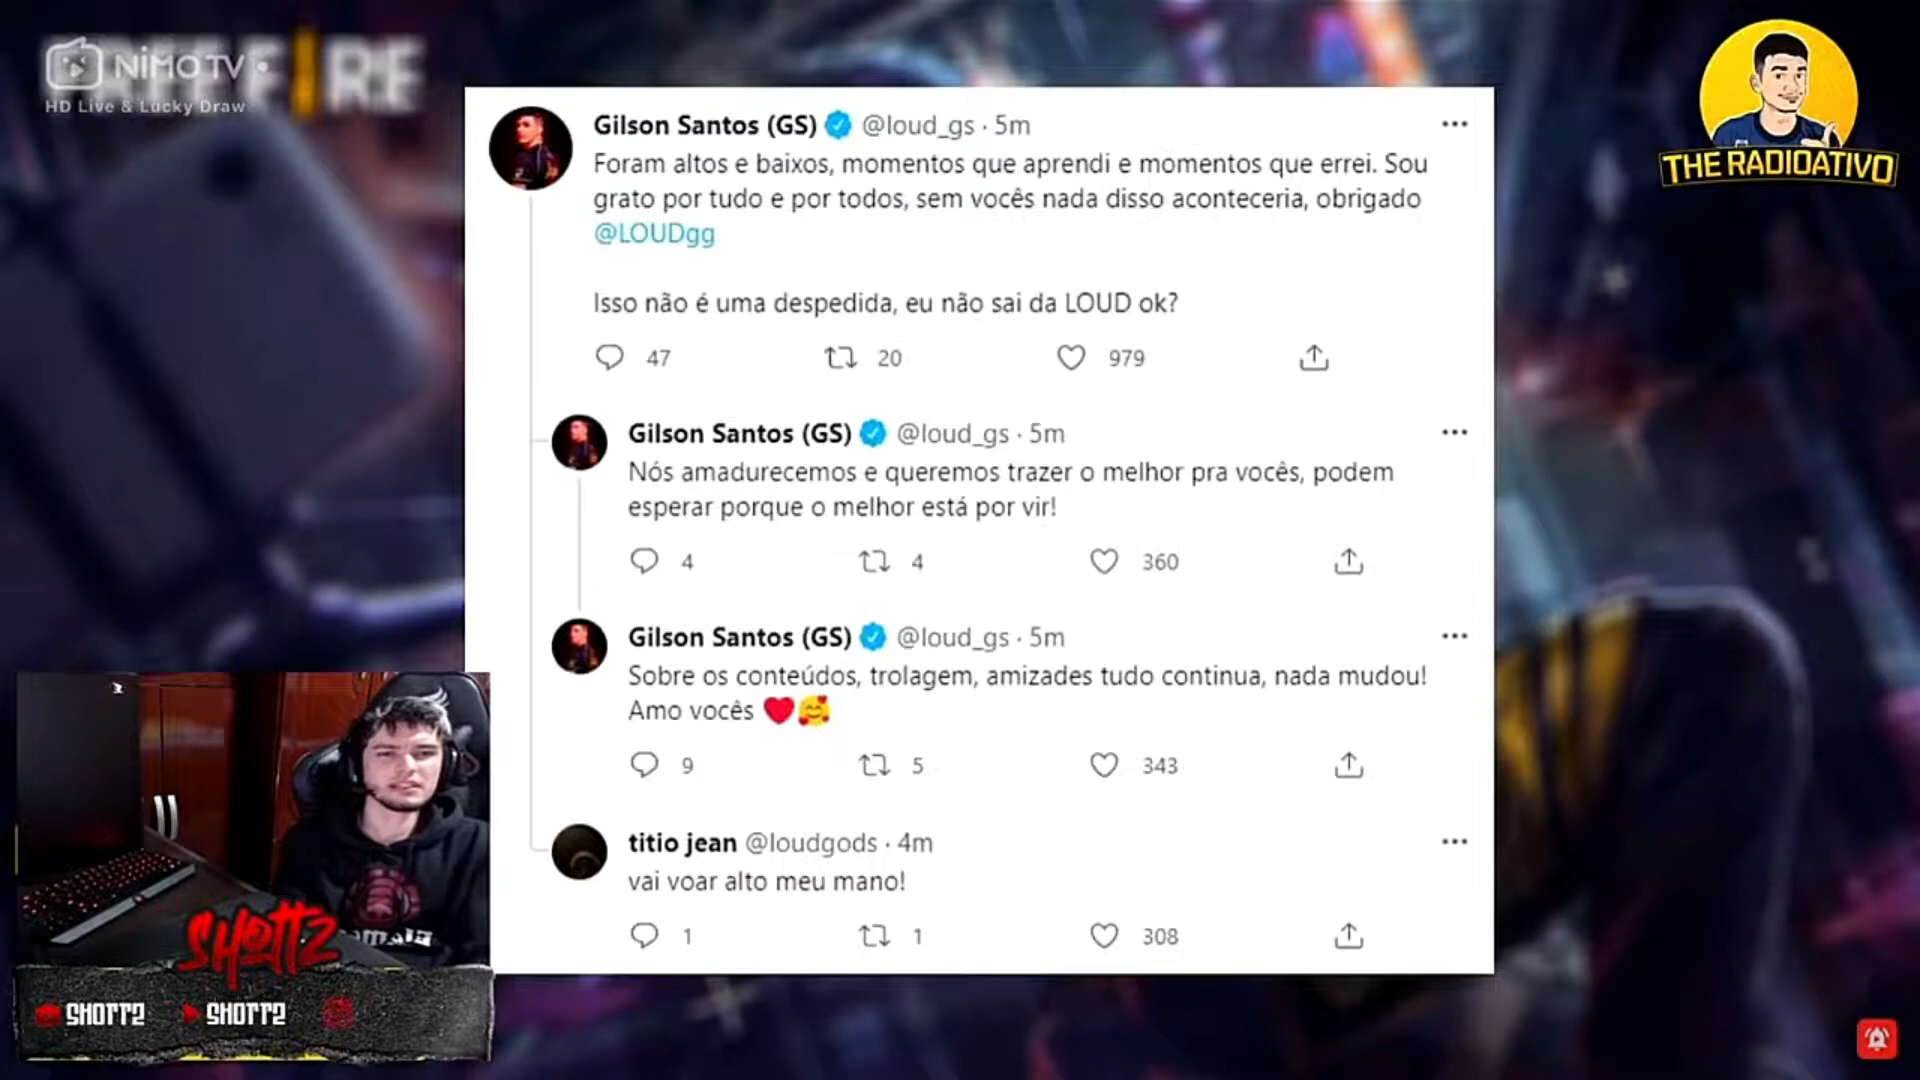 FREE FIRE
NIMO TV
HD Live & Lucky Draw
THE RADIOATIVO
Gilson Santos (GS) @loud_gs · 5m
Foram altos e baixos, momentos que aprendi e momentos que errei. Sou
grato por tudo e por todos, sem vocês nada disso aconteceria, obrigado
@LOUDgg
Isso não é uma despedida, eu não sai da LOUD ok?
47 20 979
Gilson Santos (GS) @loud_gs · 5m
Nós amadurecemos e queremos trazer o melhor pra vocês, podem
esperar porque o melhor está por vir!
4 4 360
Gilson Santos (GS) @loud_gs · 5m
Sobre os conteúdos, trolagem, amizades tudo continua, nada mudou!
Amo vocês ❤️🥰
9 5 343
titio jean @loudgods · 4m
vai voar alto meu mano!
1 1 308
SHOTTZ
SHOTTZ SHOTTZ